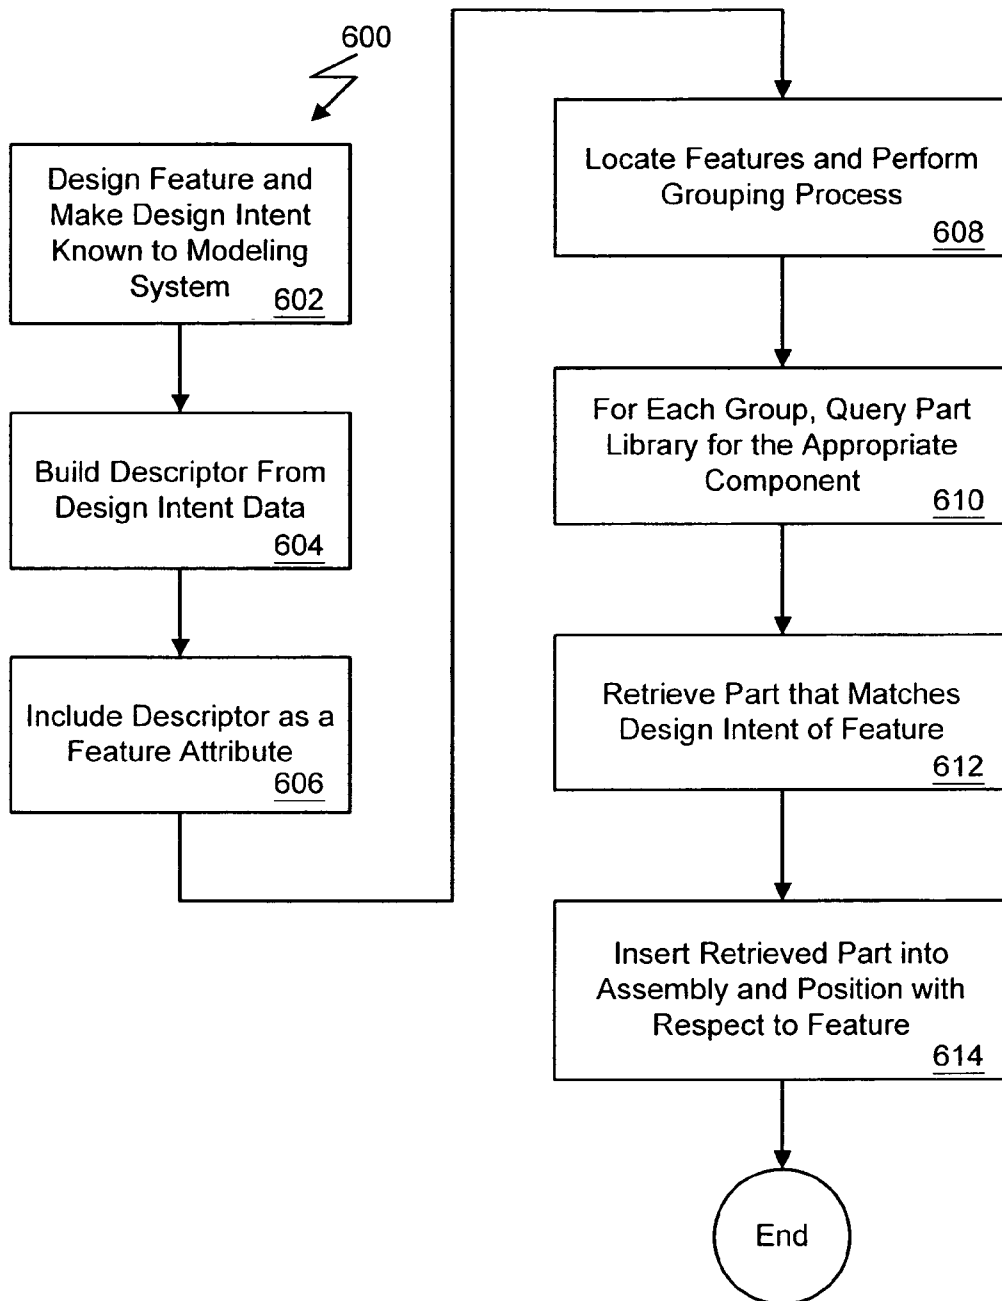 600
Design Feature and
Make Design Intent
Known to Modeling
System
602
Build Descriptor From
Design Intent Data
604
Include Descriptor as a
Feature Attribute
606
Locate Features and Perform
Grouping Process
608
For Each Group, Query Part
Library for the Appropriate
Component
610
Retrieve Part that Matches
Design Intent of Feature
612
Insert Retrieved Part into
Assembly and Position with
Respect to Feature
614
End